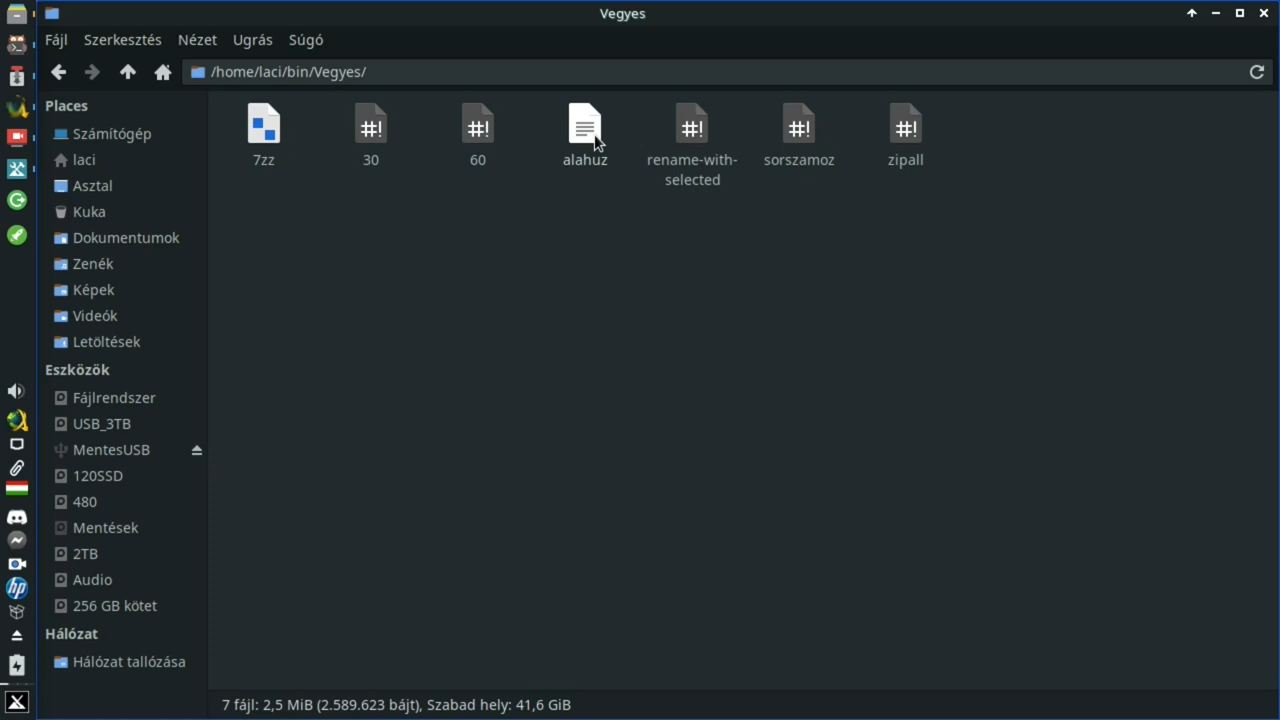 Vegyes
Fájl Szerkesztés Nézet Ugrás Súgó
/home/laci/bin/Vegyes/
Places
Számítógép
laci
Asztal
Kuka
Dokumentumok
Zenék
Képek
Videók
Letöltések
Eszközök
Fájlrendszer
USB_3TB
MentesUSB
120SSD
480
Mentések
2TB
Audio
256 GB kötet
Hálózat
Hálózat tallózása
7zz
#!
30
#!
60
alahuz
#!
rename-with-
selected
#!
sorszamoz
#!
zipall
hp
7 fájl: 2,5 MiB (2.589.623 bájt), Szabad hely: 41,6 GiB